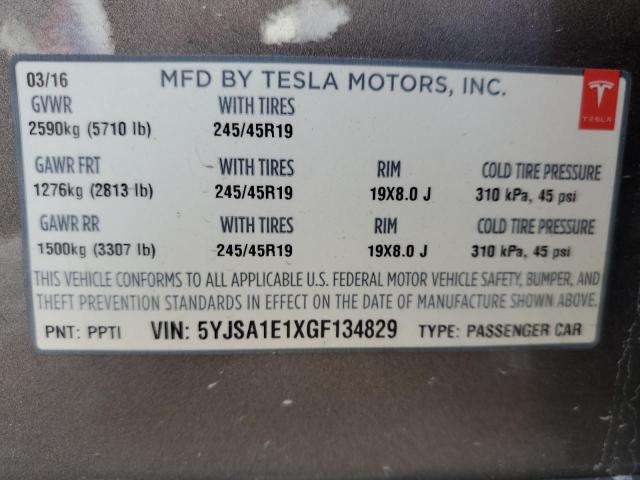 03/16 MFD BY TESLA MOTORS, INC.
GVWR WITH TIRES
2590kg (5710 lb) 245/45R19
TESLA
GAWR FRT WITH TIRES RIM COLD TIRE PRESSURE
1276kg (2813 lb) 245/45R19 19X8.0 J 310 kPa, 45 psi
GAWR RR WITH TIRES RIM COLD TIRE PRESSURE
1500kg (3307 lb) 245/45R19 19X8.0 J 310 kPa, 45 psi
THIS VEHICLE CONFORMS TO ALL APPLICABLE U.S. FEDERAL MOTOR VEHICLE SAFETY, BUMPER, AND
THEFT PREVENTION STANDARDS IN EFFECT ON THE DATE OF MANUFACTURE SHOWN ABOVE.
PNT: PPTI VIN: 5YJSA1E1XGF134829 TYPE: PASSENGER CAR